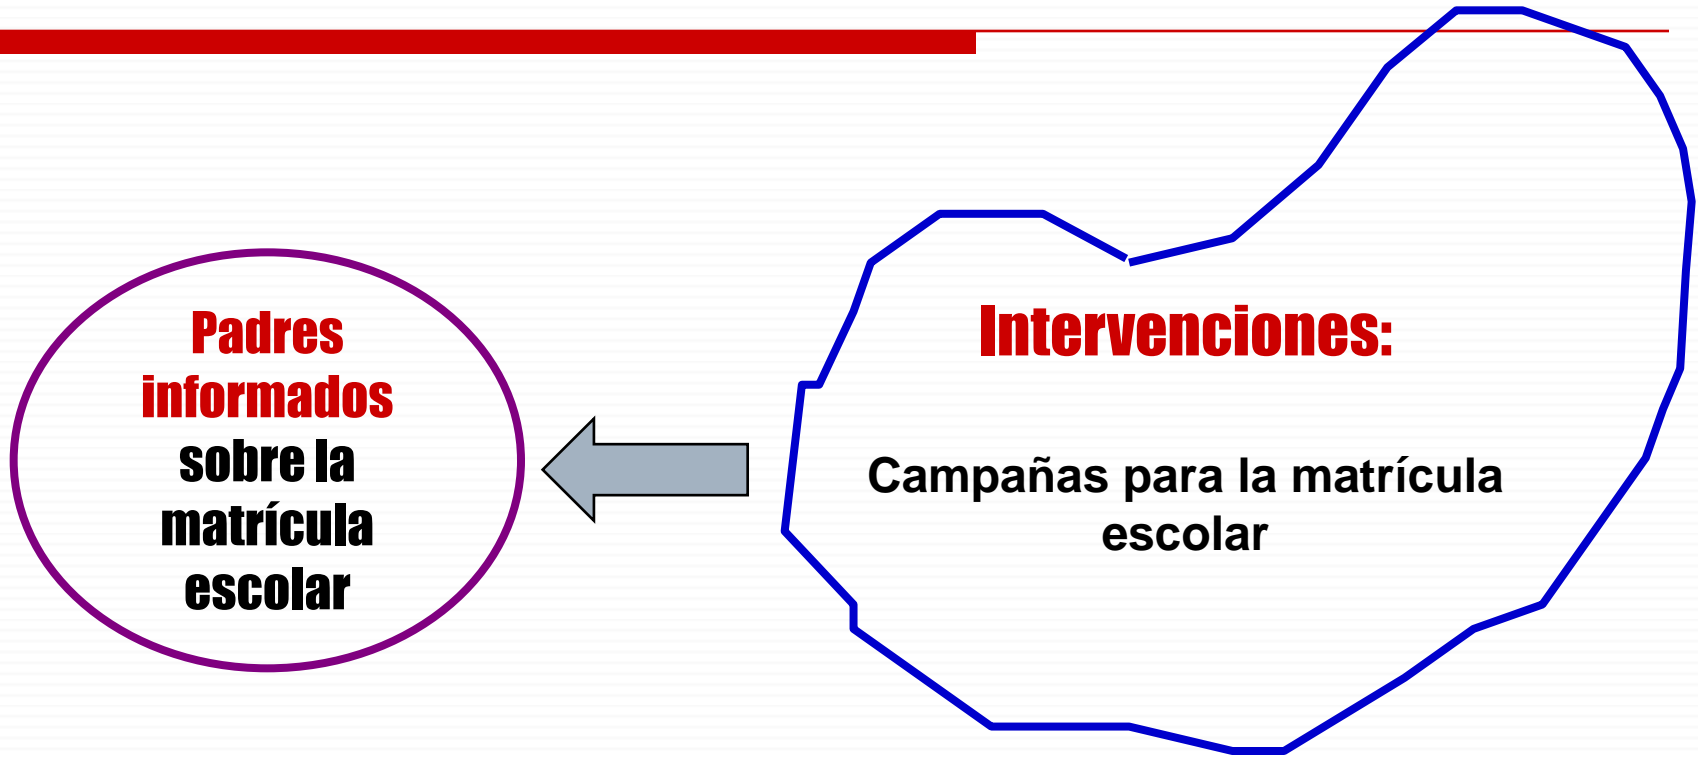 Padres
informados
sobre la
matrícula
escolar
Intervenciones:
Campañas para la matrícula
escolar